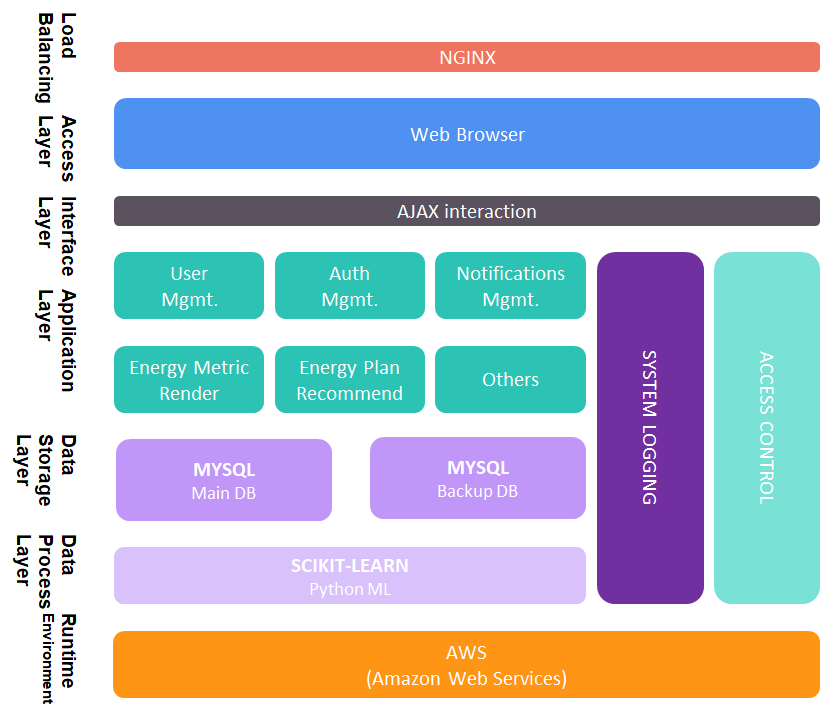 Load
Balancing
NGINX
Access
Layer
Web Browser
Interface
Layer
AJAX interaction
Application
Layer
User
Mgmt.
Auth
Mgmt.
Notifications
Mgmt.
Energy Metric
Render
Energy Plan
Recommend
Others
SYSTEM LOGGING
ACCESS CONTROL
Data
Storage
Layer
MYSQL
Main DB
MYSQL
Backup DB
Data
Process
Layer
SCIKIT-LEARN
Python ML
Runtime
Environment
AWS
(Amazon Web Services)